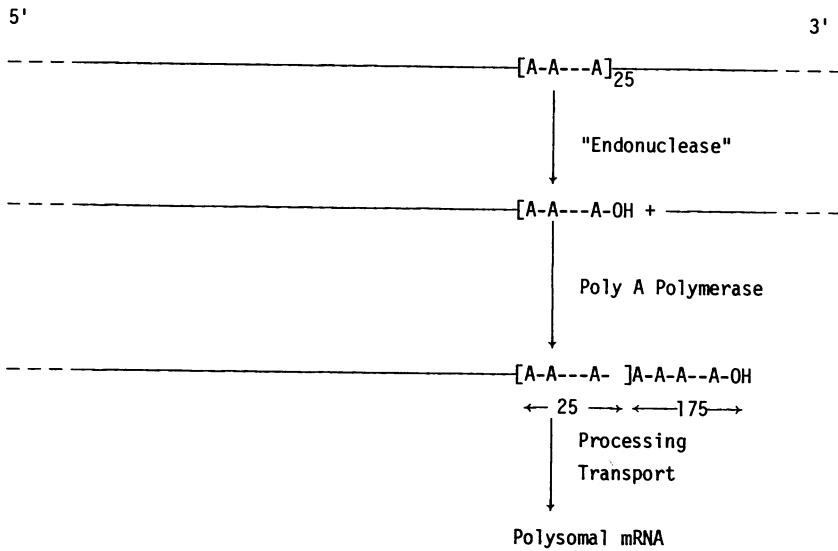 5'
3'
[A-A---A]25
"Endonuclease"
[A-A---A-OH +
Poly A Polymerase
[A-A---A- ]A-A-A--A-OH
25 175
Processing
Transport
Polysomal mRNA